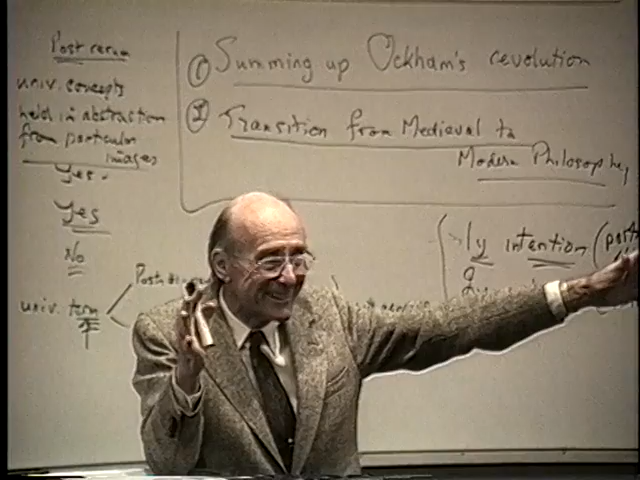 Post rerum
univ. concepts
held in abstraction
from particular
images
Yes.
Yes
No
univ. term
① Summing up Ockham's revolution
② Transition from Medieval to
Modern Philosophy
ly intention